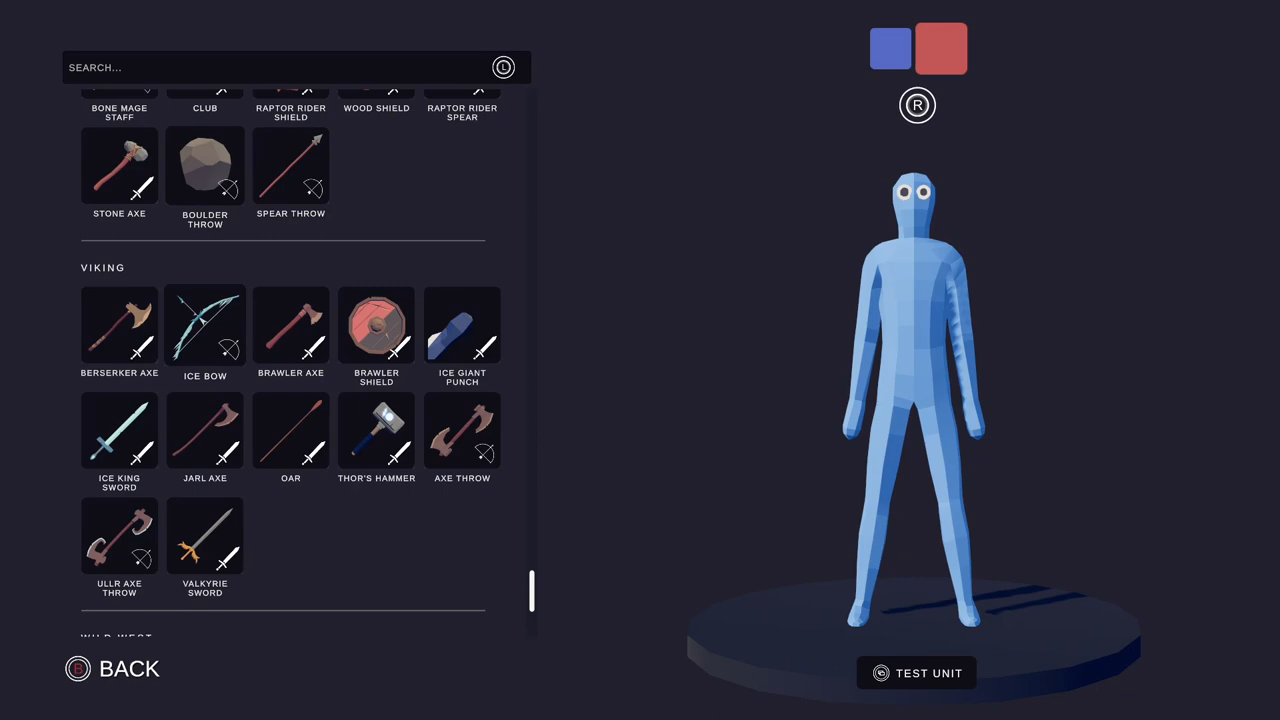 SEARCH...
L
R
BONE MAGE
STAFF
CLUB
RAPTOR RIDER
SHIELD
WOOD SHIELD
RAPTOR RIDER
SPEAR
STONE AXE
BOULDER
THROW
SPEAR THROW
VIKING
BERSERKER AXE
ICE BOW
BRAWLER AXE
BRAWLER
SHIELD
ICE GIANT
PUNCH
ICE KING
SWORD
JARL AXE
OAR
THOR'S HAMMER
AXE THROW
ULLR AXE
THROW
VALKYRIE
SWORD
WILD WEST
B BACK
TEST UNIT